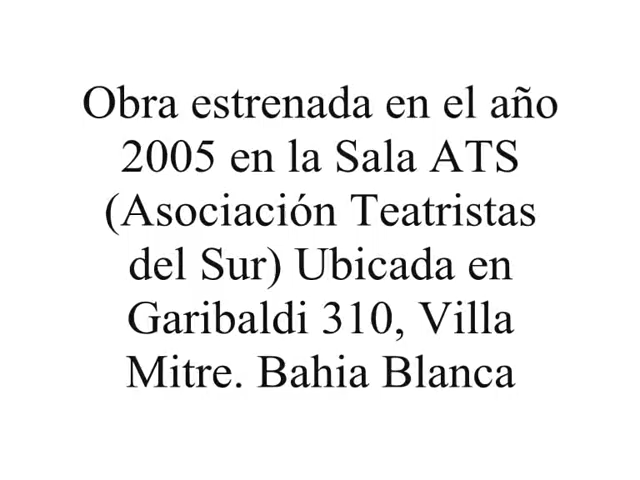 Obra estrenada en el año
2005 en la Sala ATS
(Asociación Teatristas
del Sur) Ubicada en
Garibaldi 310, Villa
Mitre. Bahia Blanca